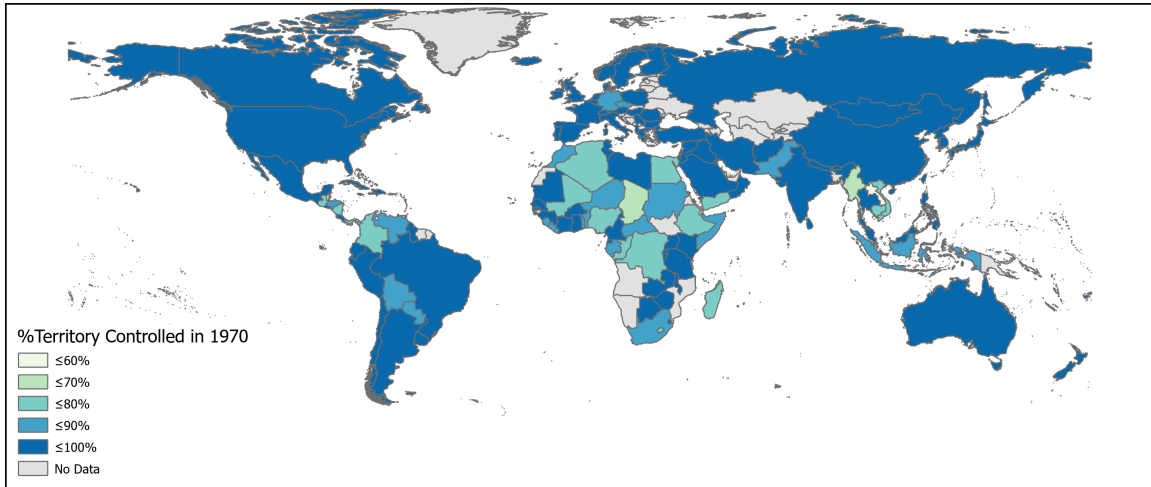 %Territory Controlled in 1970
≤60%
≤70%
≤80%
≤90%
≤100%
No Data